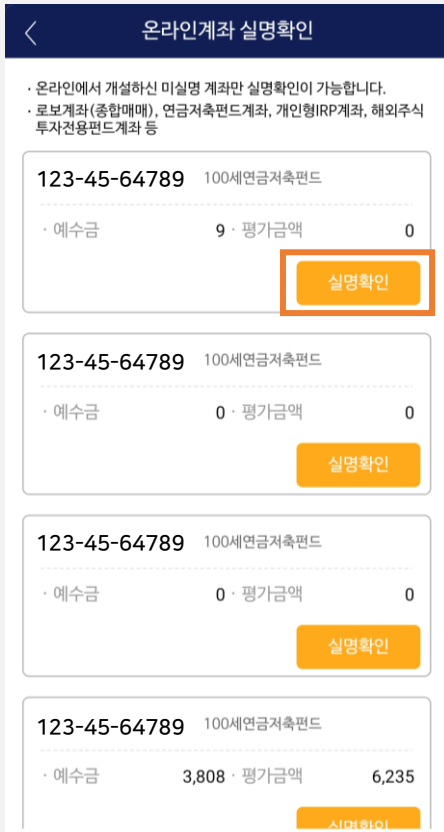 온라인계좌 실명확인
· 온라인에서 개설하신 미실명 계좌만 실명확인이 가능합니다.
· 로보계좌(종합매매), 연금저축펀드계좌, 개인형IRP계좌, 해외주식
투자전용펀드계좌 등
123-45-64789 100세연금저축펀드
· 예수금 9 · 평가금액 0
실명확인
123-45-64789 100세연금저축펀드
· 예수금 0 · 평가금액 0
실명확인
123-45-64789 100세연금저축펀드
· 예수금 0 · 평가금액 0
실명확인
123-45-64789 100세연금저축펀드
· 예수금 3,808 · 평가금액 6,235
실명확인